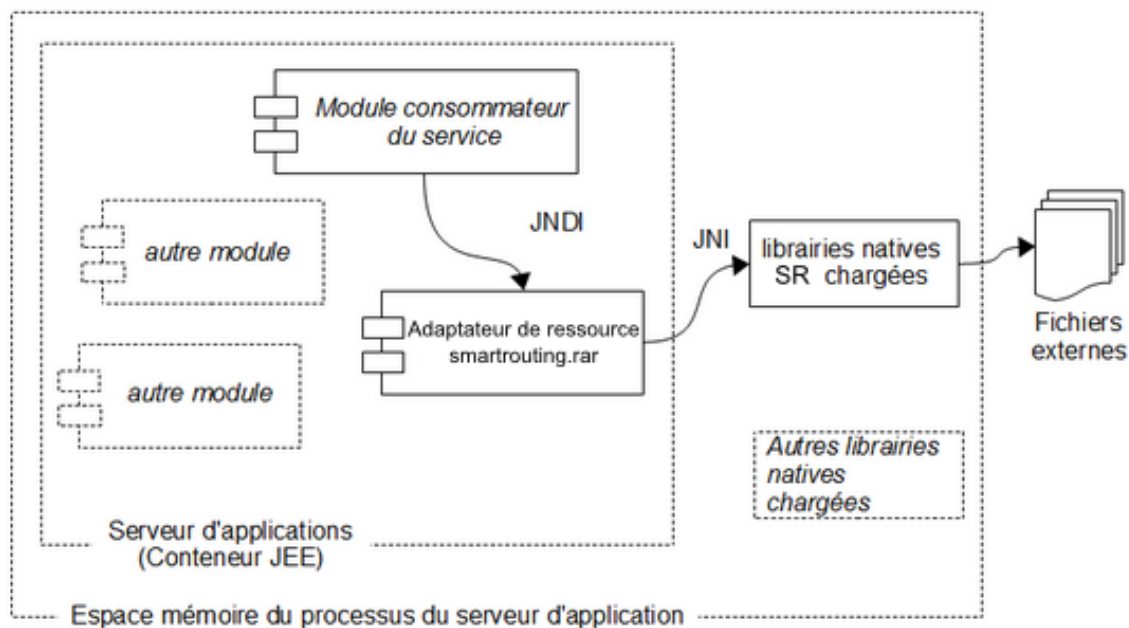 Module consommateur
du service
JNDI
autre module
JNI
librairies natives
SR chargées
Adaptateur de ressource
smartrouting.rar
Fichiers
externes
autre module
Autres librairies
natives
chargées
Serveur d'applications
(Conteneur JEE)
Espace mémoire du processus du serveur d'application